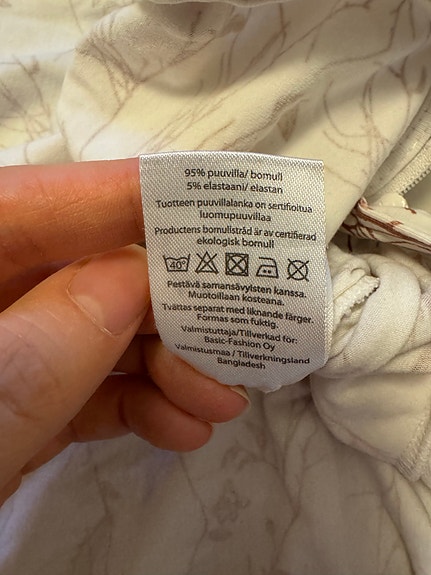 95% puuvilla/ bomull
5% elastaani/ elastan
Tuotteen puuvillalanka on sertifioitua
luomupuuvillaa
Productens bomullstråd är av certifierad
ekologisk bomull
40°
Pestävä samansävyisten kanssa.
Muotoillaan kosteana.
Tvättas separat med liknande färger.
Formas som fuktig.
Valmistuttaja/Tillverkad för:
Basic-Fashion Oy
Valmistusmaa / Tillverkningsland
Bangladesh